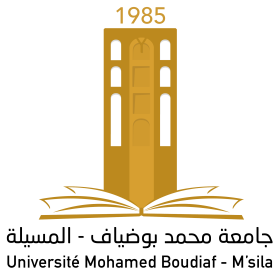 1985
جامعة محمد بوضياف - المسيلة
Université Mohamed Boudiaf - M'sila